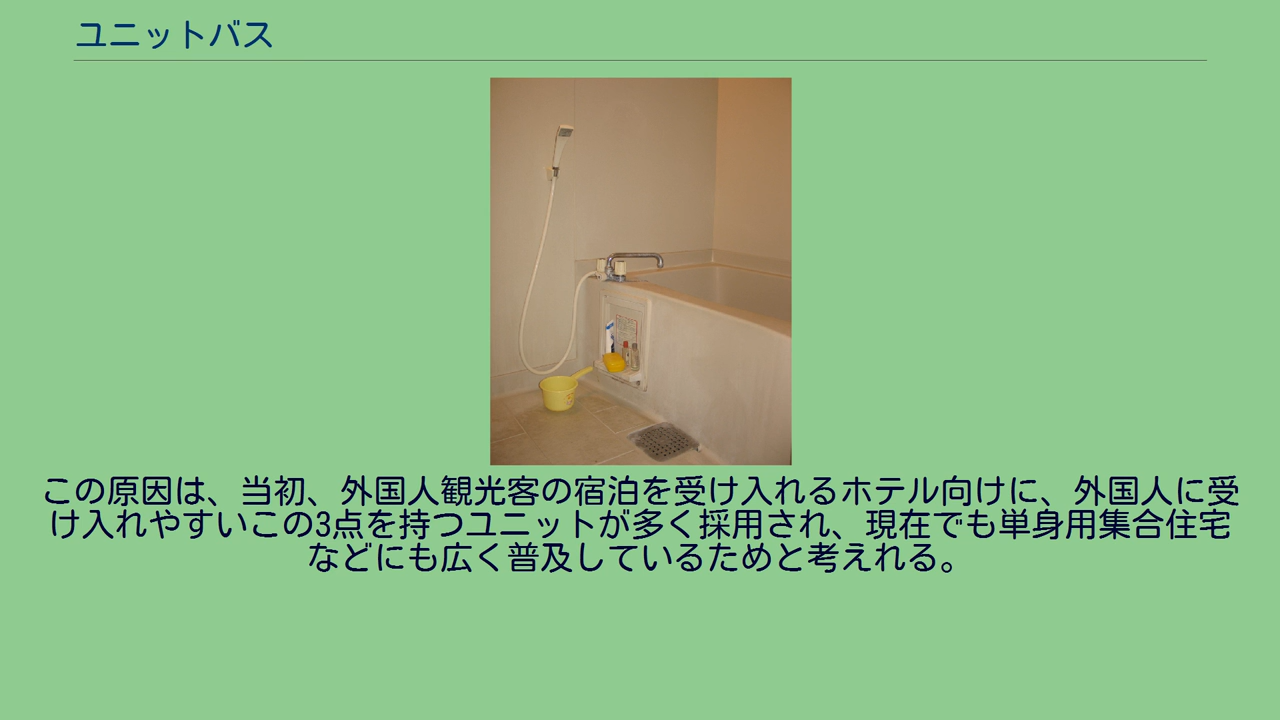 ユニットバス
この原因は、当初、外国人観光客の宿泊を受け入れるホテル向けに、外国人に受
け入れやすいこの3点を持つユニットが多く採用され、現在でも単身用集合住宅
などにも広く普及しているためと考えれる。